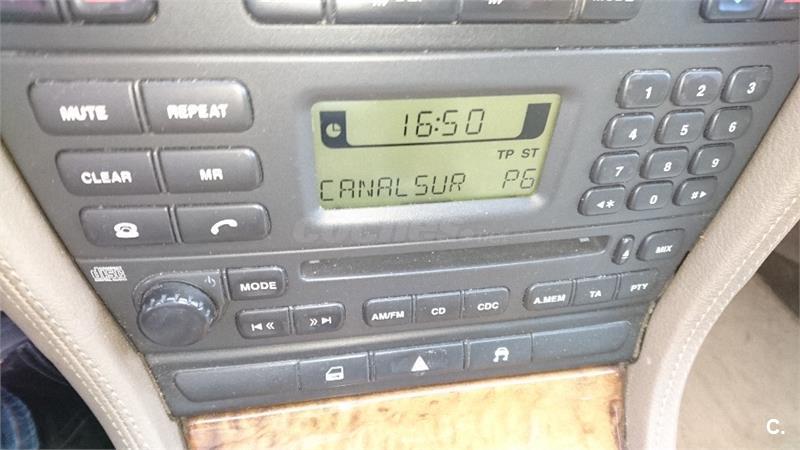 16:50
TP ST
CANALSUR P6
MUTE REPEAT
CLEAR MR
1 2 3
4 5 6
7 8 9
◄* 0 #►
MIX
MODE
AM/FM CD CDC A.MEM TA PTY
C.